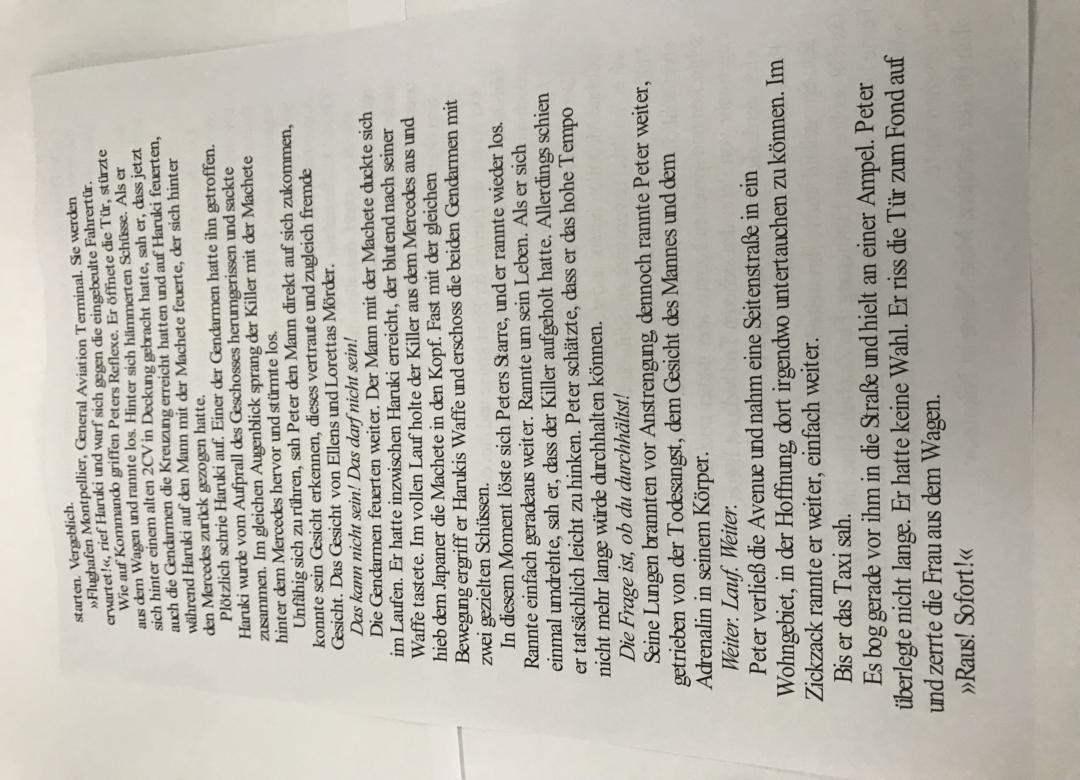 starten. Vergeblich.
»Flughafen Montpellier, General Aviation Terminal. Sie werden
erwartet!«, rief Haruki und warf sich gegen die eingebeulte Fahrertür.
Wie auf Kommando griffen Peters Reflexe. Er öffnete die Tür, stürzte
aus dem Wagen und rannte los. Hinter sich hämmerten Schüsse. Als er
sich hinter einem alten 2CV in Deckung gebracht hatte, sah er, dass jetzt
auch die Gendarmen die Kreuzung erreicht hatten und auf Haruki feuerten,
während Haruki auf den Mann mit der Machete feuerte, der sich hinter
den Mercedes zurück gezogen hatte.
Plötzlich schrie Haruki auf. Einer der Gendarmen hatte ihn getroffen.
Haruki wurde vom Aufprall des Geschosses herumgerissen und sackte
zusammen. Im gleichen Augenblick sprang der Killer mit der Machete
hinter dem Mercedes hervor und stürmte los.
Unfähig sich zu rühren, sah Peter den Mann direkt auf sich zukommen,
konnte sein Gesicht erkennen, dieses vertraute und zugleich fremde
Gesicht. Das Gesicht von Ellens und Lorettas Mörder.
Das kann nicht sein! Das darf nicht sein!
Die Gendarmen feuerten weiter. Der Mann mit der Machete duckte sich
im Laufen. Er hatte inzwischen Haruki erreicht, der blutend nach seiner
Waffe tastete. Im vollen Lauf holte der Killer aus dem Mercedes aus und
hieb dem Japaner die Machete in den Kopf. Fast mit der gleichen
Bewegung ergriff er Harukis Waffe und erschoss die beiden Gendarmen mit
zwei gezielten Schüssen.
In diesem Moment löste sich Peters Starre, und er rannte wieder los.
Rannte einfach geradeaus weiter. Rannte um sein Leben. Als er sich
einmal umdrehte, sah er, dass der Killer aufgeholt hatte. Allerdings schien
er tatsächlich leicht zu hinken. Peter schätzte, dass er das hohe Tempo
nicht mehr lange würde durchhalten können.
Die Frage ist, ob du durchhältst!
Seine Lungen brannten vor Anstrengung, dennoch rannte Peter weiter,
getrieben von der Todesangst, dem Gesicht des Mannes und dem
Adrenalin in seinem Körper.
Weiter. Lauf. Weiter.
Peter verließ die Avenue und nahm eine Seitenstraße in ein
Wohngebiet, in der Hoffnung, dort irgendwo untertauchen zu können. Im
Zickzack rannte er weiter, einfach weiter.
Bis er das Taxi sah.
Es bog gerade vor ihm in die Straße und hielt an einer Ampel. Peter
überlegte nicht lange. Er hatte keine Wahl. Er riss die Tür zum Fond auf
und zerrte die Frau aus dem Wagen.
»Raus! Sofort!«